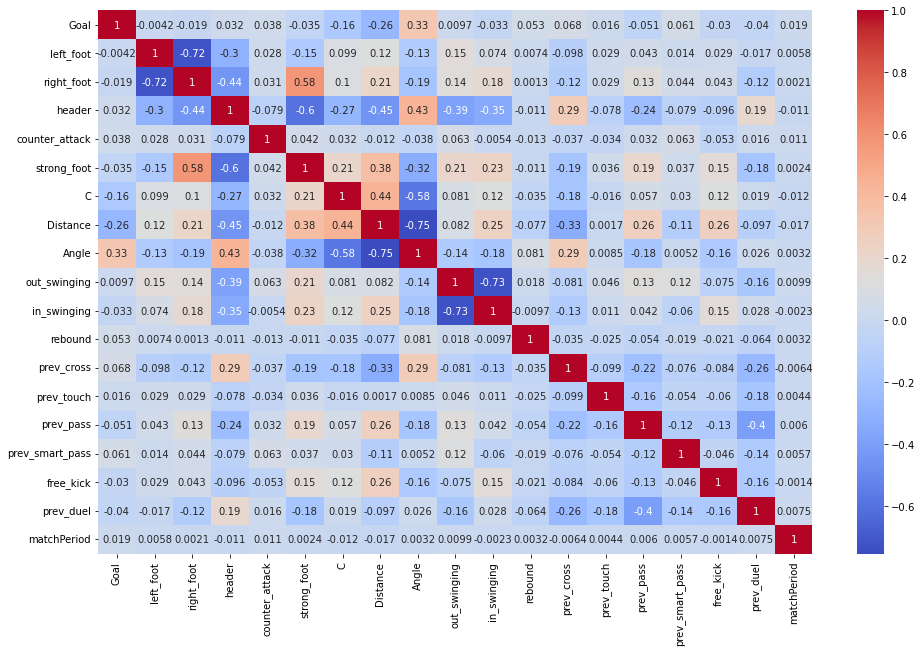 Goal 1 -0.0042 -0.019 0.032 0.038 -0.035 -0.16 -0.26 0.33 0.0097 -0.033 0.053 0.068 0.016 -0.051 0.061 -0.03 -0.04 0.019
left_foot -0.0042 1 -0.72 -0.3 0.028 -0.15 0.099 0.12 -0.13 0.15 0.074 0.0074 -0.098 0.029 0.043 0.014 0.029 -0.017 0.0058
right_foot -0.019 -0.72 1 -0.44 0.031 0.58 0.1 0.21 -0.19 0.14 0.18 0.0013 -0.12 0.029 0.13 0.044 0.043 -0.12 0.0021
header 0.032 -0.3 -0.44 1 -0.079 -0.6 -0.27 -0.45 0.43 -0.39 -0.35 -0.011 0.29 -0.078 -0.24 -0.079 -0.096 0.19 -0.011
counter_attack 0.038 0.028 0.031 -0.079 1 0.042 0.032 -0.012 -0.038 0.063 -0.0054 -0.013 -0.037 -0.034 0.032 0.063 -0.053 0.016 0.011
strong_foot -0.035 -0.15 0.58 -0.6 0.042 1 0.21 0.38 -0.32 0.21 0.23 -0.011 -0.19 0.036 0.19 0.037 0.15 -0.18 0.0024
C -0.16 0.099 0.1 -0.27 0.032 0.21 1 0.44 -0.58 0.081 0.12 -0.035 -0.18 -0.016 0.057 0.03 0.12 0.019 -0.012
Distance -0.26 0.12 0.21 -0.45 -0.012 0.38 0.44 1 -0.75 0.082 0.25 -0.077 -0.33 0.0017 0.26 -0.11 0.26 -0.097 -0.017
Angle 0.33 -0.13 -0.19 0.43 -0.038 -0.32 -0.58 -0.75 1 -0.14 -0.18 0.081 0.29 0.0085 -0.18 0.0052 -0.16 0.026 0.0032
out_swinging 0.0097 0.15 0.14 -0.39 0.063 0.21 0.081 0.082 -0.14 1 -0.73 0.018 -0.081 0.046 0.13 0.12 -0.075 -0.16 0.0099
in_swinging -0.033 0.074 0.18 -0.35 -0.0054 0.23 0.12 0.25 -0.18 -0.73 1 -0.0097 -0.13 0.011 0.042 -0.06 0.15 0.028 -0.0023
rebound 0.053 0.0074 0.0013 -0.011 -0.013 -0.011 -0.035 -0.077 0.081 0.018 -0.0097 1 -0.035 -0.025 -0.054 -0.019 -0.021 -0.064 0.0032
prev_cross 0.068 -0.098 -0.12 0.29 -0.037 -0.19 -0.18 -0.33 0.29 -0.081 -0.13 -0.035 1 -0.099 -0.22 -0.076 -0.084 -0.26 -0.0064
prev_touch 0.016 0.029 0.029 -0.078 -0.034 0.036 -0.016 0.0017 0.0085 0.046 0.011 -0.025 -0.099 1 -0.16 -0.054 -0.06 -0.18 0.0044
prev_pass -0.051 0.043 0.13 -0.24 0.032 0.19 0.057 0.26 -0.18 0.13 0.042 -0.054 -0.22 -0.16 1 -0.12 -0.13 -0.4 0.006
prev_smart_pass 0.061 0.014 0.044 -0.079 0.063 0.037 0.03 -0.11 0.0052 0.12 -0.06 -0.019 -0.076 -0.054 -0.12 1 -0.046 -0.14 0.0057
free_kick -0.03 0.029 0.043 -0.096 -0.053 0.15 0.12 0.26 -0.16 -0.075 0.15 -0.021 -0.084 -0.06 -0.13 -0.046 1 -0.16 -0.0014
prev_duel -0.04 -0.017 -0.12 0.19 0.016 -0.18 0.019 -0.097 0.026 -0.16 0.028 -0.064 -0.26 -0.18 -0.4 -0.14 -0.16 1 0.0075
matchPeriod 0.019 0.0058 0.0021 -0.011 0.011 0.0024 -0.012 -0.017 0.0032 0.0099 -0.0023 0.0032 -0.0064 0.0044 0.006 0.0057 -0.0014 0.0075 1
Goal left_foot right_foot header counter_attack strong_foot C Distance Angle out_swinging in_swinging rebound prev_cross prev_touch prev_pass prev_smart_pass free_kick prev_duel matchPeriod
1.0
0.8
0.6
0.4
0.2
0.0
-0.2
-0.4
-0.6